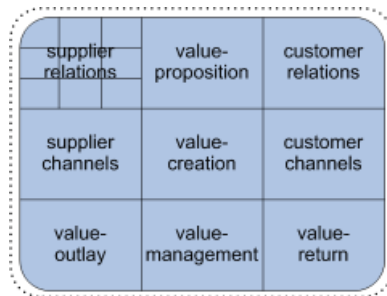 supplier
relations
value-
proposition
customer
relations
supplier
channels
value-
creation
customer
channels
value-
outlay
value-
management
value-
return